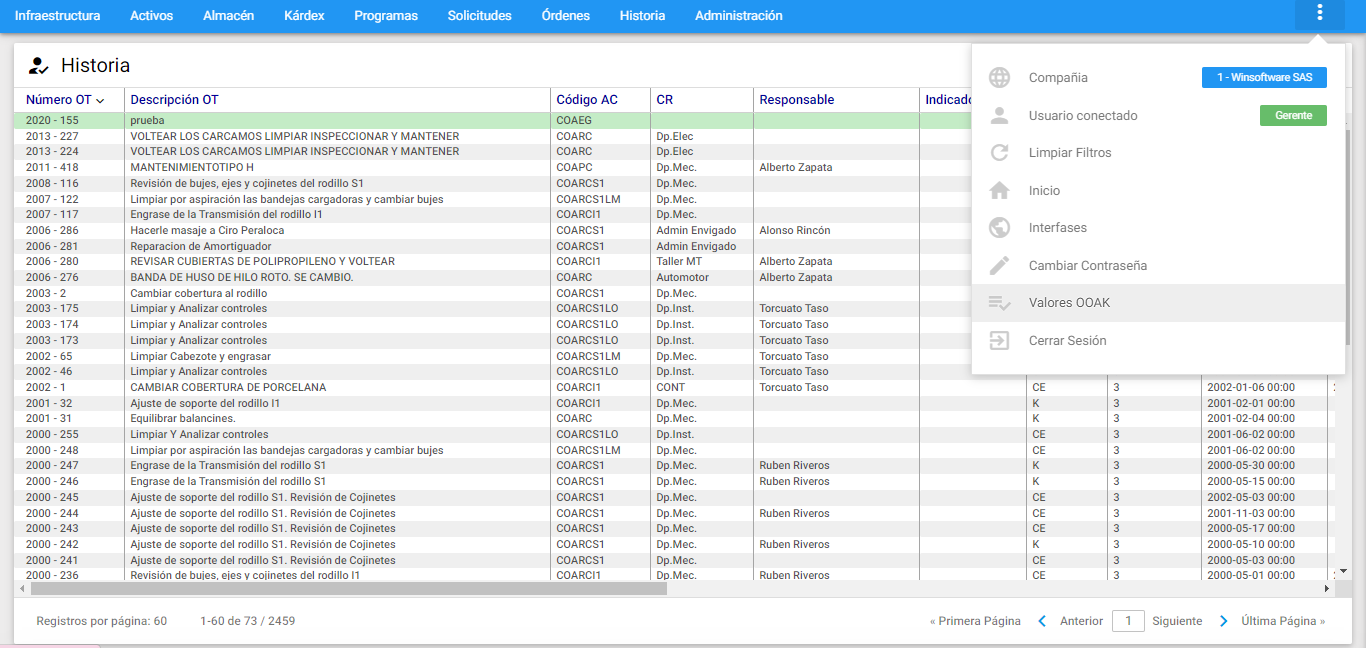 Infraestructura Activos Almacén Kárdex Programas Solicitudes Órdenes Historia Administración
Historia
Compañia 1 - Winsoftware SAS
Usuario conectado Gerente
Limpiar Filtros
Inicio
Interfases
Cambiar Contraseña
Valores OOAK
Cerrar Sesión
Número OT Descripción OT Código AC CR Responsable
2020 - 155 prueba COAEG
2013 - 227 VOLTEAR LOS CARCAMOS LIMPIAR INSPECCIONAR Y MANTENER COARC Dp.Elec
2013 - 224 VOLTEAR LOS CARCAMOS LIMPIAR INSPECCIONAR Y MANTENER COARC Dp.Elec
2011 - 418 MANTENIMIENTOTIPO H COAPC Dp.Mec. Alberto Zapata
2008 - 116 Revisión de bujes, ejes y cojinetes del rodillo S1 COARCS1 Dp.Mec.
2007 - 122 Limpiar por aspiración las bandejas cargadoras y cambiar bujes COARCS1LM Dp.Mec.
2007 - 117 Engrase de la Transmisión del rodillo I1 COARCI1 Dp.Mec.
2006 - 286 Hacerle masaje a Ciro Peraloca COARCS1 Admin Envigado Alonso Rincón
2006 - 281 Reparacion de Amortiguador COARCS1 Admin Envigado
2006 - 280 REVISAR CUBIERTAS DE POLIPROPILENO Y VOLTEAR COARCI1 Taller MT Alberto Zapata
2006 - 276 BANDA DE HUSO DE HILO ROTO. SE CAMBIO. COARC Automotor Alberto Zapata
2003 - 2 Cambiar cobertura al rodillo COARCS1 Dp.Mec.
2003 - 175 Limpiar y Analizar controles COARCS1LO Dp.Inst. Torcuato Taso
2003 - 174 Limpiar y Analizar controles COARCS1LO Dp.Inst. Torcuato Taso
2003 - 173 Limpiar y Analizar controles COARCS1LO Dp.Inst. Torcuato Taso
2002 - 65 Limpiar Cabezote y engrasar COARCS1LM Dp.Mec. Torcuato Taso
2002 - 46 Limpiar y Analizar controles COARCS1LO Dp.Inst. Torcuato Taso
2002 - 1 CAMBIAR COBERTURA DE PORCELANA COARCI1 CONT Torcuato Taso CE 3 2002-01-06 00:00
2001 - 32 Ajuste de soporte del rodillo I1 COARCI1 Dp.Mec. K 3 2001-02-01 00:00
2001 - 31 Equilibrar balancines. COARC Dp.Mec. K 3 2001-02-04 00:00
2000 - 255 Limpiar Y Analizar controles COARCS1LO Dp.Inst. CE 3 2001-06-02 00:00
2000 - 248 Limpiar por aspiración las bandejas cargadoras y cambiar bujes COARCS1LM Dp.Mec. CE 3 2001-06-02 00:00
2000 - 247 Engrase de la Transmisión del rodillo S1 COARCS1 Dp.Mec. Ruben Riveros K 3 2000-05-30 00:00
2000 - 246 Engrase de la Transmisión del rodillo S1 COARCS1 Dp.Mec. Ruben Riveros K 3 2000-05-15 00:00
2000 - 245 Ajuste de soporte del rodillo S1. Revisión de Cojinetes COARCS1 Dp.Mec. CE 3 2002-05-03 00:00
2000 - 244 Ajuste de soporte del rodillo S1. Revisión de Cojinetes COARCS1 Dp.Mec. Ruben Riveros CE 3 2001-11-03 00:00
2000 - 243 Ajuste de soporte del rodillo S1. Revisión de Cojinetes COARCS1 Dp.Mec. CE 3 2000-05-17 00:00
2000 - 242 Ajuste de soporte del rodillo S1. Revisión de Cojinetes COARCS1 Dp.Mec. Ruben Riveros K 3 2000-05-10 00:00
2000 - 241 Ajuste de soporte del rodillo S1. Revisión de Cojinetes COARCS1 Dp.Mec. CE 3 2000-05-03 00:00
2000 - 236 Revisión de bujes, ejes y cojinetes del rodillo I1 COARCI1 Dp.Mec. Ruben Riveros CE 3 2000-05-01 00:00
Registros por página: 60 1-60 de 73 / 2459 « Primera Página Anterior 1 Siguiente Última Página »